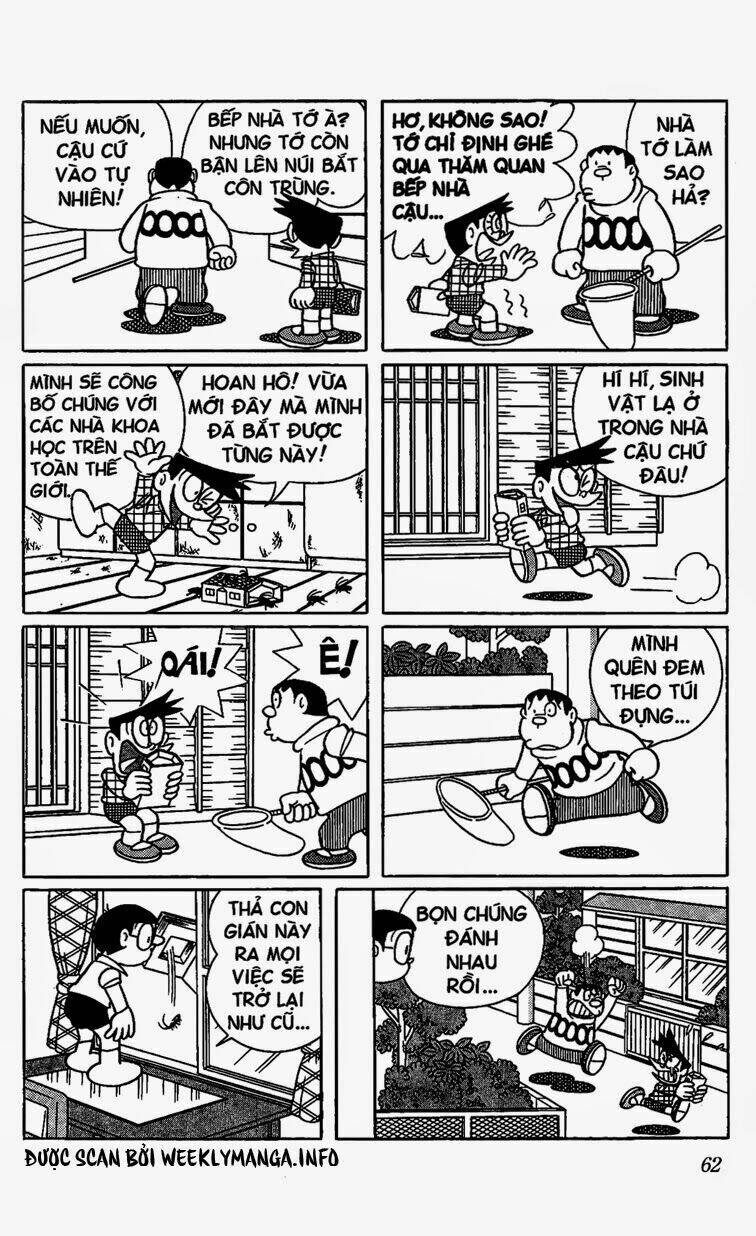 NHÀ
TỚ LÀM
SAO
HẢ?
HƠ, KHÔNG SAO!
TỚ CHỈ ĐỊNH GHÉ
QUA THĂM QUAN
BẾP NHÀ
CẬU...
BẾP NHÀ TỚ À?
NHƯNG TỚ CÒN
BẬN LÊN NÚI BẮT
CÔN TRÙNG.
NẾU MUỐN,
CẬU CỨ
VÀO TỰ
NHIÊN!
HÍ HÍ, SINH
VẬT LẠ Ở
TRONG NHÀ
CẬU CHỨ
ĐÂU!
HOAN HÔ! VỪA
MỚI ĐÂY MÀ MÌNH
ĐÃ BẮT ĐƯỢC
TỪNG NÀY!
MÌNH SẼ CÔNG
BỐ CHÚNG VỚI
CÁC NHÀ KHOA
HỌC TRÊN
TOÀN THẾ
GIỚI.
MÌNH
QUÊN ĐEM
THEO TÚI
ĐỰNG...
Ê!
OÁI!
BỌN CHÚNG
ĐÁNH
NHAU
RỒI...
THẢ CON
GIÁN NÀY
RA MỌI
VIỆC SẼ
TRỞ LẠI
NHƯ CŨ...
ĐƯỢC SCAN BỞI WEEKLYMANGA.INFO
62